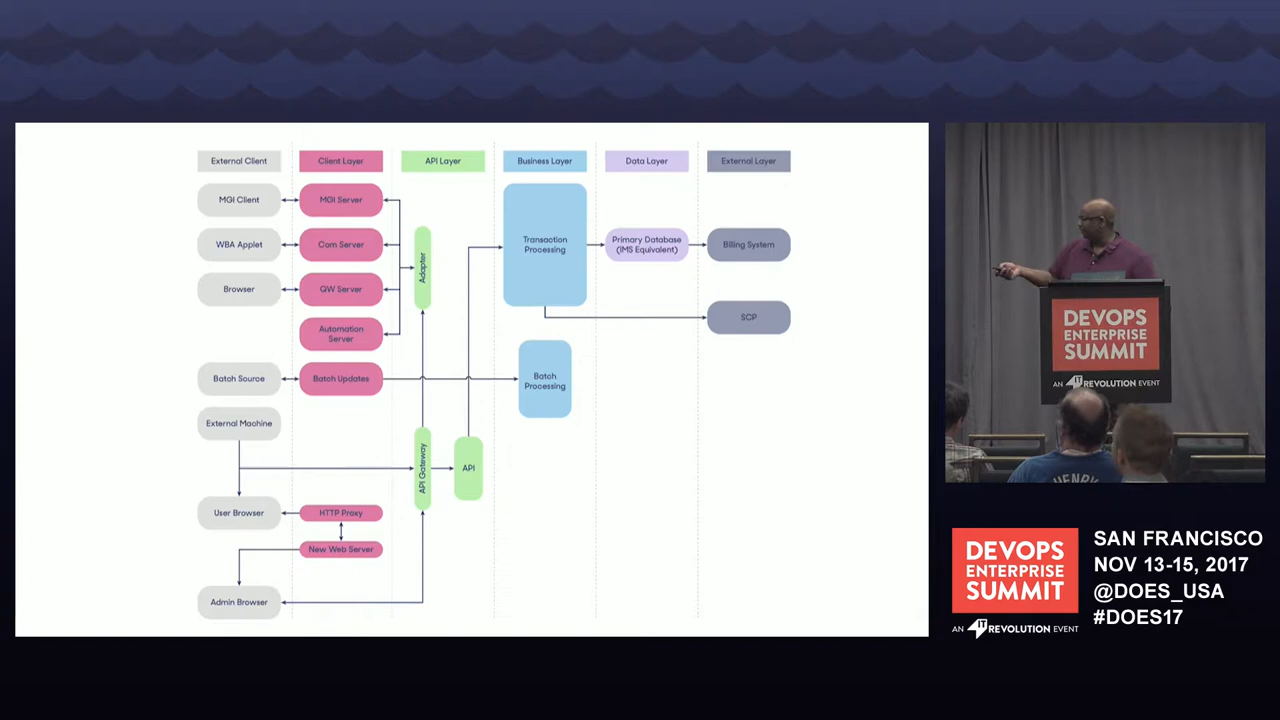 External Client
Client Layer
API Layer
Business Layer
Data Layer
External Layer
MGI Client
MGI Server
WBA Applet
Com Server
Adapter
Transaction
Processing
Primary Database
(IMS Equivalent)
Billing System
Browser
GW Server
SCP
Automation
Server
Batch Source
Batch Updates
Batch
Processing
External Machine
API Gateway
API
User Browser
HTTP Proxy
New Web Server
Admin Browser
DEVOPS
ENTERPRISE
SUMMIT
AN IT REVOLUTION EVENT
HENRY
DEVOPS
ENTERPRISE
SUMMIT
AN IT REVOLUTION EVENT
SAN FRANCISCO
NOV 13-15, 2017
@DOES_USA
#DOES17